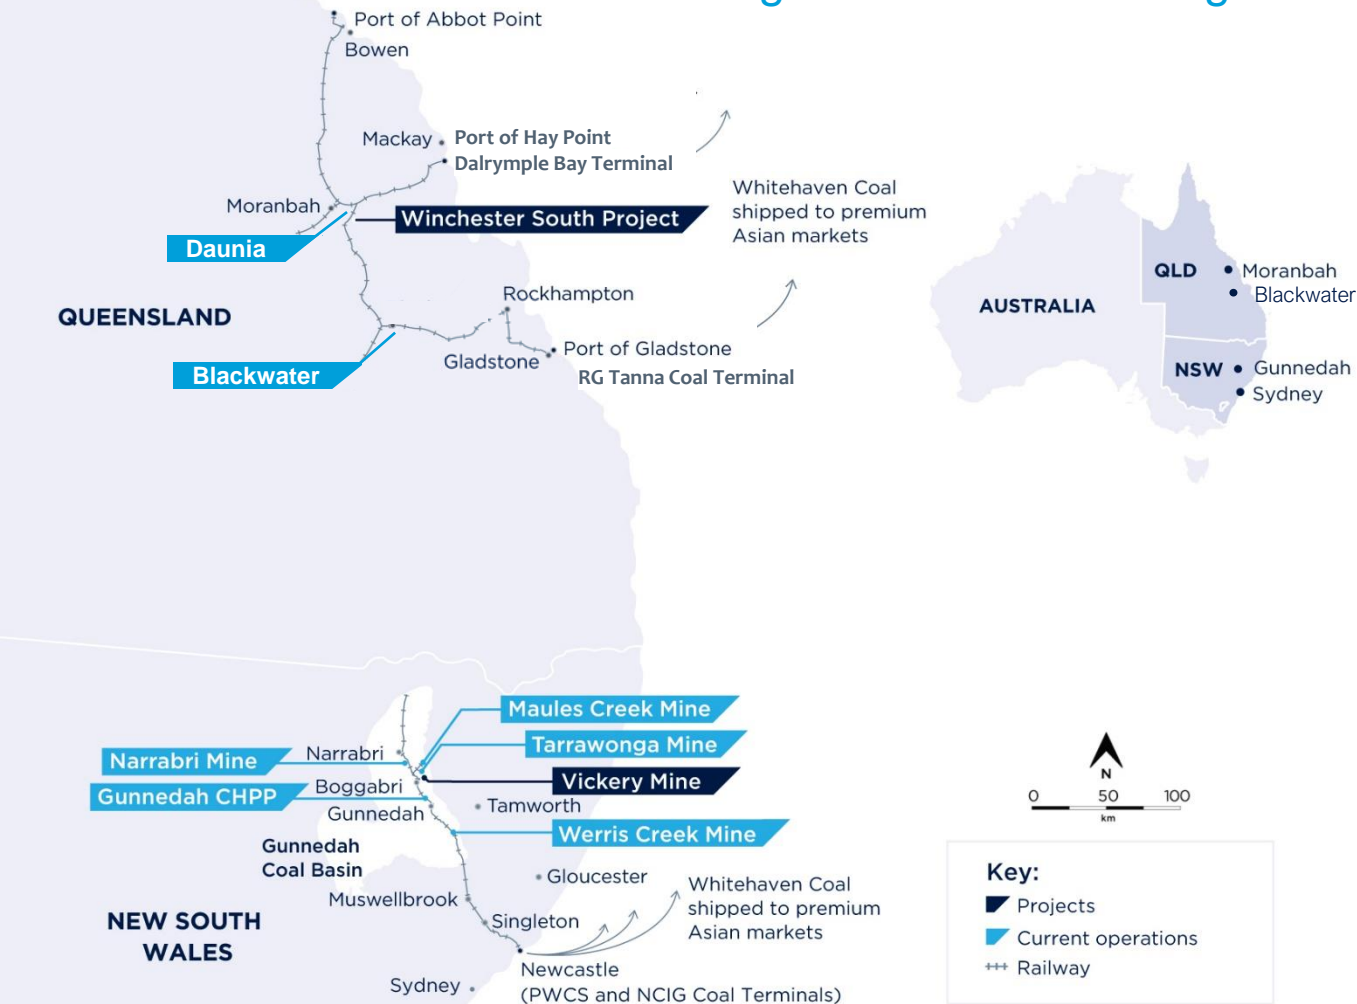 Port of Abbot Point
Bowen
Mackay
Port of Hay Point
Dalrymple Bay Terminal
Moranbah
Winchester South Project
Daunia
Whitehaven Coal
shipped to premium
Asian markets
QUEENSLAND
Rockhampton
Gladstone
Port of Gladstone
RG Tanna Coal Terminal
Blackwater
AUSTRALIA
QLD
Moranbah
Blackwater
NSW
Gunnedah
Sydney
Maules Creek Mine
Tarrawonga Mine
Narrabri Mine
Narrabri
Vickery Mine
Boggabri
Gunnedah CHPP
Gunnedah
Tamworth
Werris Creek Mine
Gunnedah
Coal Basin
Gloucester
Muswellbrook
Singleton
Whitehaven Coal
shipped to premium
Asian markets
NEW SOUTH
WALES
Newcastle
(PWCS and NCIG Coal Terminals)
Sydney
N
0 50 100
km
Key:
Projects
Current operations
Railway